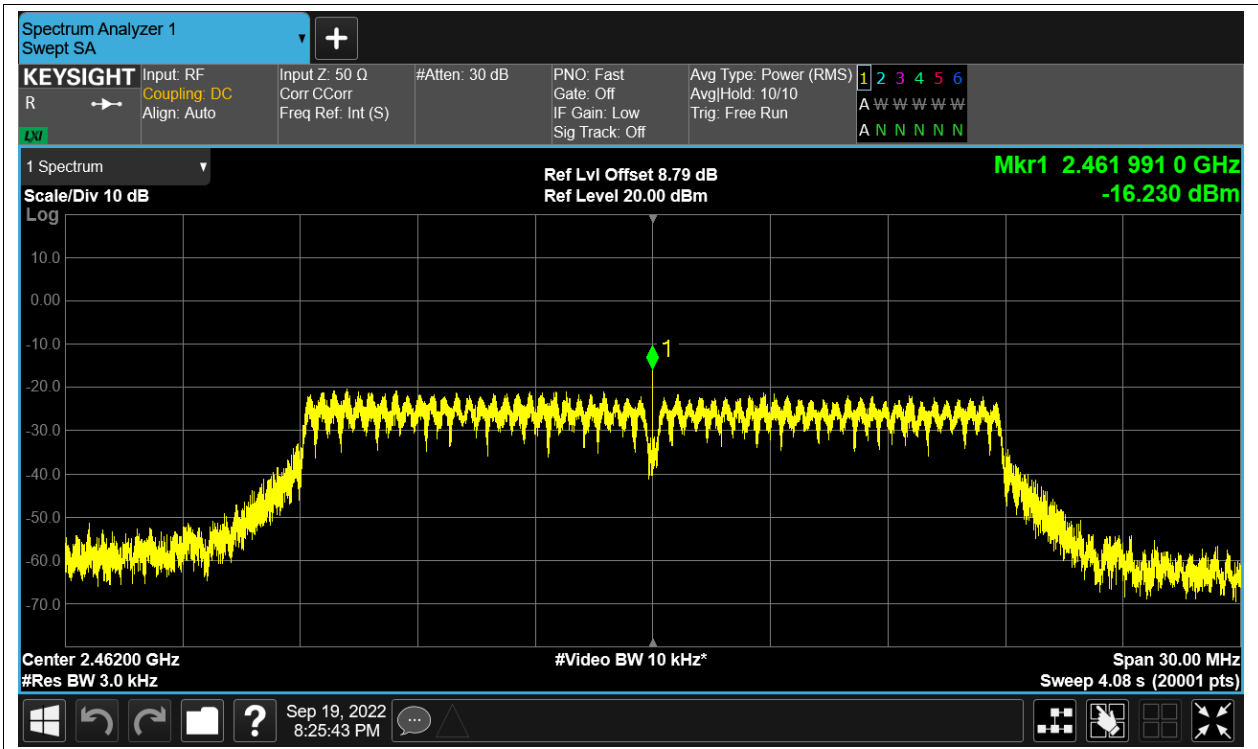 Spectrum Analyzer 1
Swept SA
KEYSIGHT
R
LXI
Input: RF
Coupling: DC
Align: Auto
Input Z: 50 Ω
Corr CCorr
Freq Ref: Int (S)
#Atten: 30 dB
PNO: Fast
Gate: Off
IF Gain: Low
Sig Track: Off
Avg Type: Power (RMS)
Avg|Hold: 10/10
Trig: Free Run
1 2 3 4 5 6
A W W W W W
A N N N N N
1 Spectrum
Scale/Div 10 dB
Log
Ref Lvl Offset 8.79 dB
Ref Level 20.00 dBm
Mkr1 2.461 991 0 GHz
-16.230 dBm
10.0
0.00
-10.0
-20.0
-30.0
-40.0
-50.0
-60.0
-70.0
1
Center 2.46200 GHz
#Res BW 3.0 kHz
#Video BW 10 kHz*
Span 30.00 MHz
Sweep 4.08 s (20001 pts)
?
Sep 19, 2022
8:25:43 PM